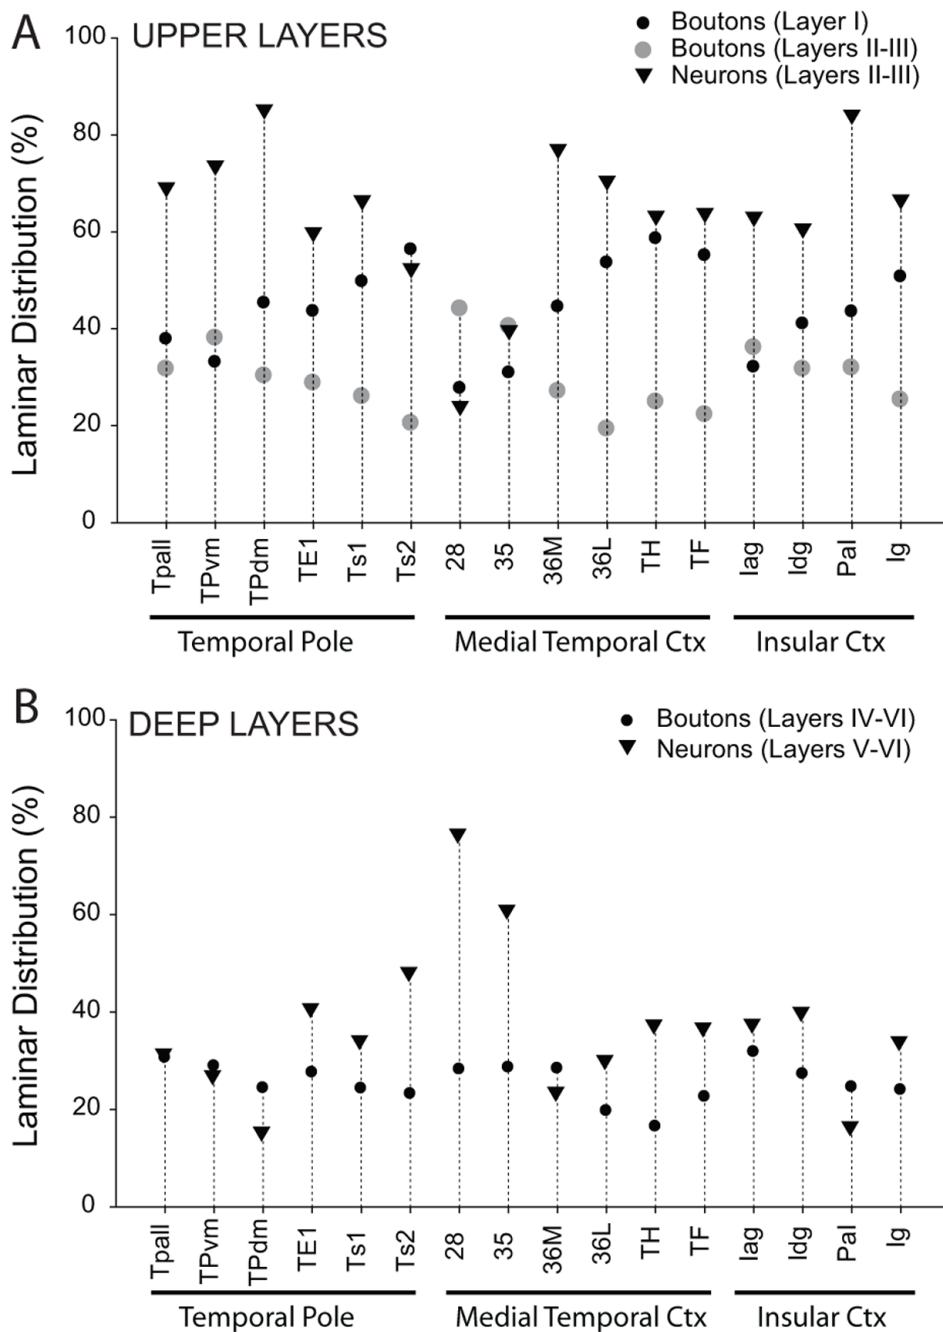 A
UPPER LAYERS
Boutons (Layer I)
Boutons (Layers II-III)
Neurons (Layers II-III)
Laminar Distribution (%)
100
80
60
40
20
0
Tpall
TPvm
TPdm
TE1
Ts1
Ts2
28
35
36M
36L
TH
TF
Iag
Idg
PaI
Ig
Temporal Pole
Medial Temporal Ctx
Insular Ctx
B
DEEP LAYERS
Boutons (Layers IV-VI)
Neurons (Layers V-VI)
Laminar Distribution (%)
100
80
60
40
20
0
Tpall
TPvm
TPdm
TE1
Ts1
Ts2
28
35
36M
36L
TH
TF
Iag
Idg
PaI
Ig
Temporal Pole
Medial Temporal Ctx
Insular Ctx